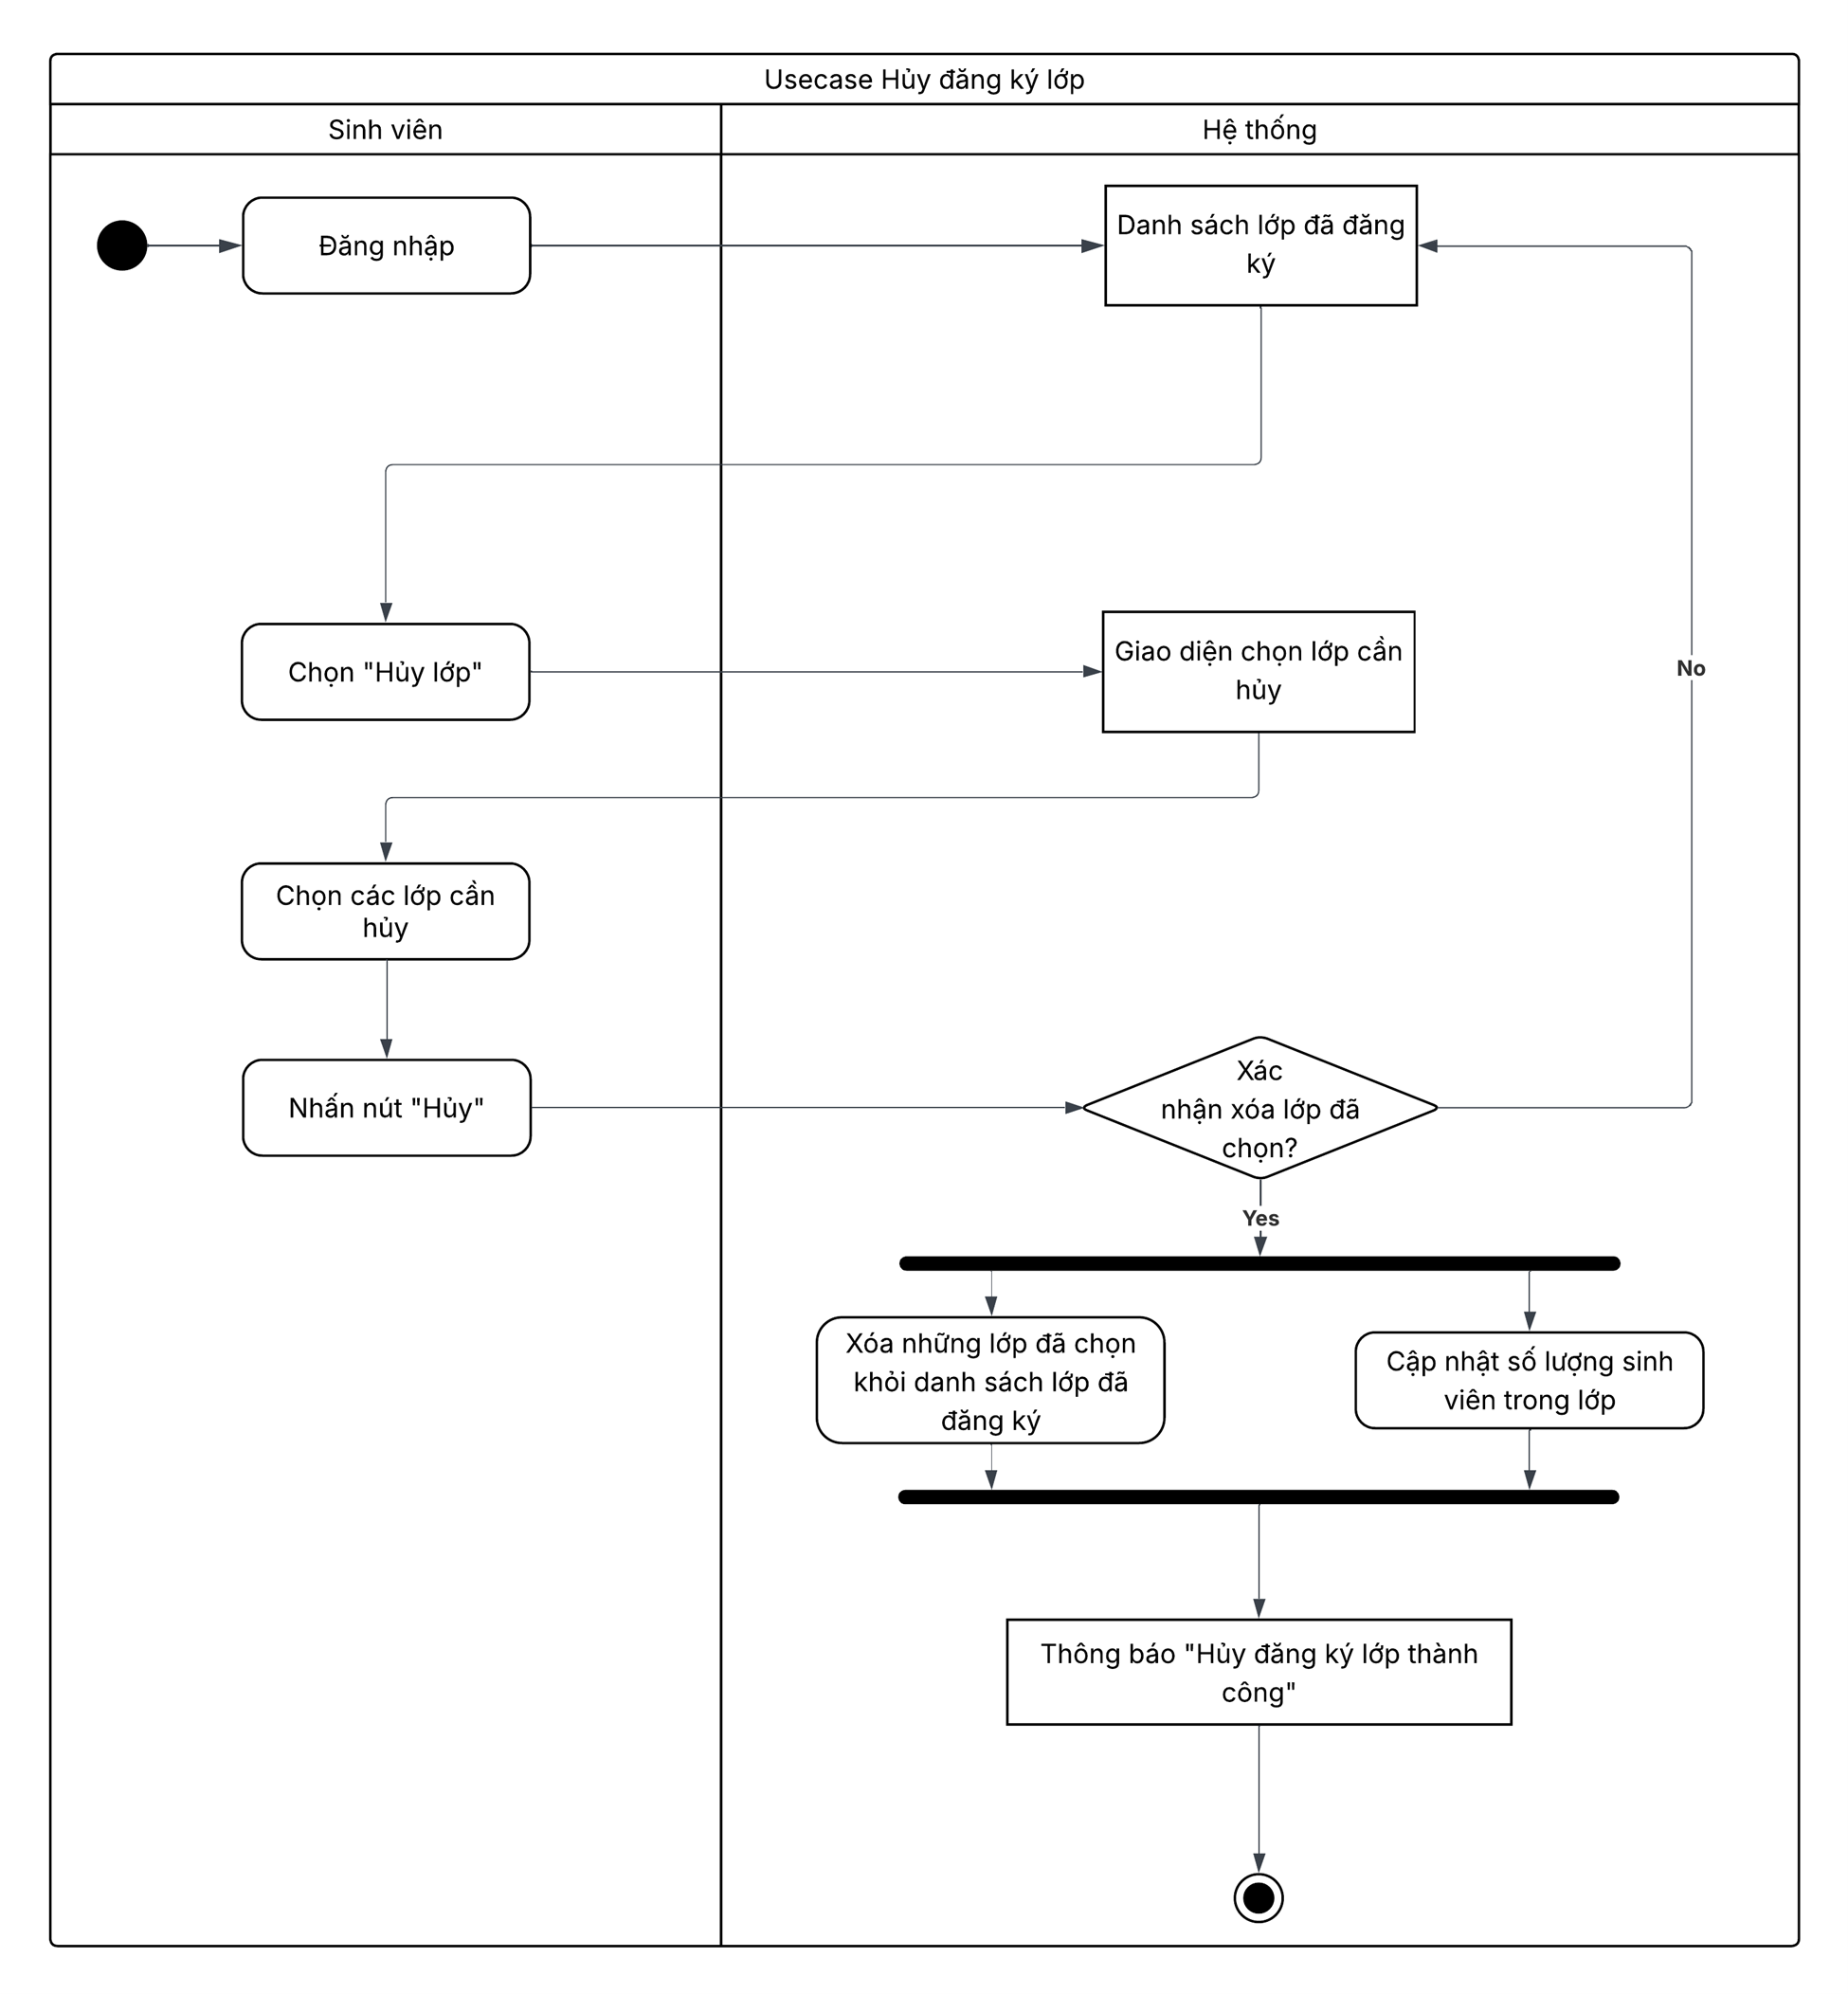 Usecase Hủy đăng ký lớp
Sinh viên
Hệ thống
Đăng nhập
Danh sách lớp đã đăng
ký
Chọn "Hủy lớp"
Giao diện chọn lớp cần
hủy
No
Chọn các lớp cần
hủy
Nhấn nút "Hủy"
Xác
nhận xóa lớp đã
chọn?
Yes
Xóa những lớp đã chọn
khỏi danh sách lớp đã
đăng ký
Cập nhật số lượng sinh
viên trong lớp
Thông báo "Hủy đăng ký lớp thành
công"